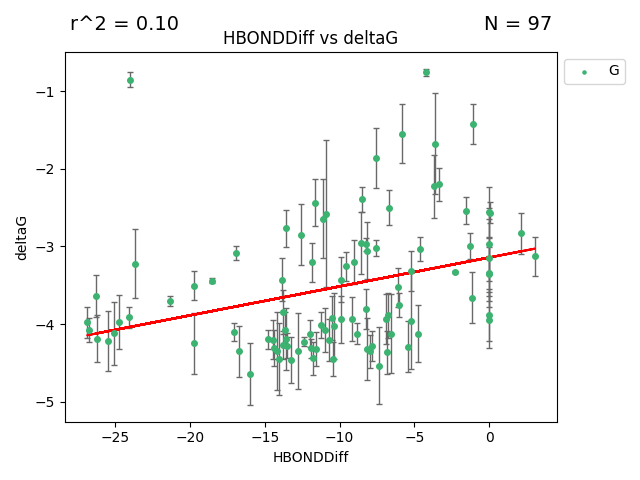 r^2 = 0.10
N = 97
HBONDDiff vs deltaG
G
deltaG
−1
−2
−3
−4
−5
−25
−20
−15
−10
−5
0
HBONDDiff